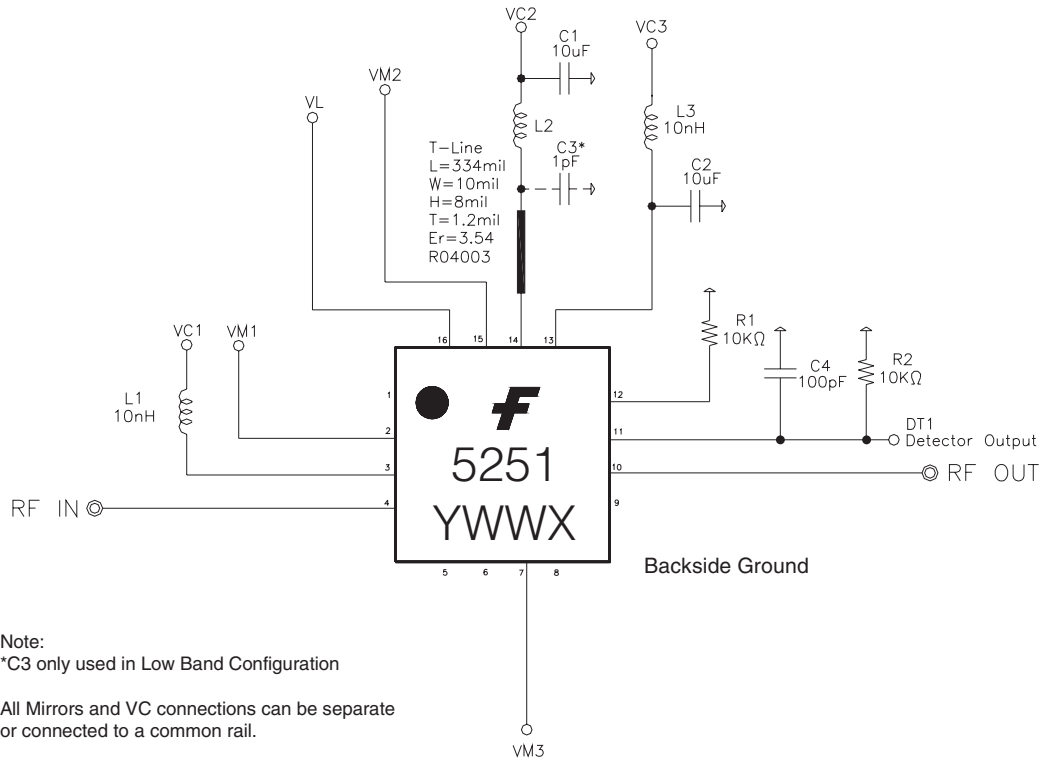 VC2
C1
10uF
VC3
VM2
VL
L3
10nH
L2
T-Line
L=334mil
W=10mil
H=8mil
T=1.2mil
Er=3.54
R04003
C3*
1pF
C2
10uF
VC1
VM1
L1
10nH
R1
10KΩ
C4
100pF
R2
10KΩ
DT1
Detector Output
16
15
14
13
1
2
3
4
12
11
10
9
5
6
7
8
5251
YWWX
RF IN
RF OUT
Backside Ground
Note:
*C3 only used in Low Band Configuration
All Mirrors and VC connections can be separate
or connected to a common rail.
VM3